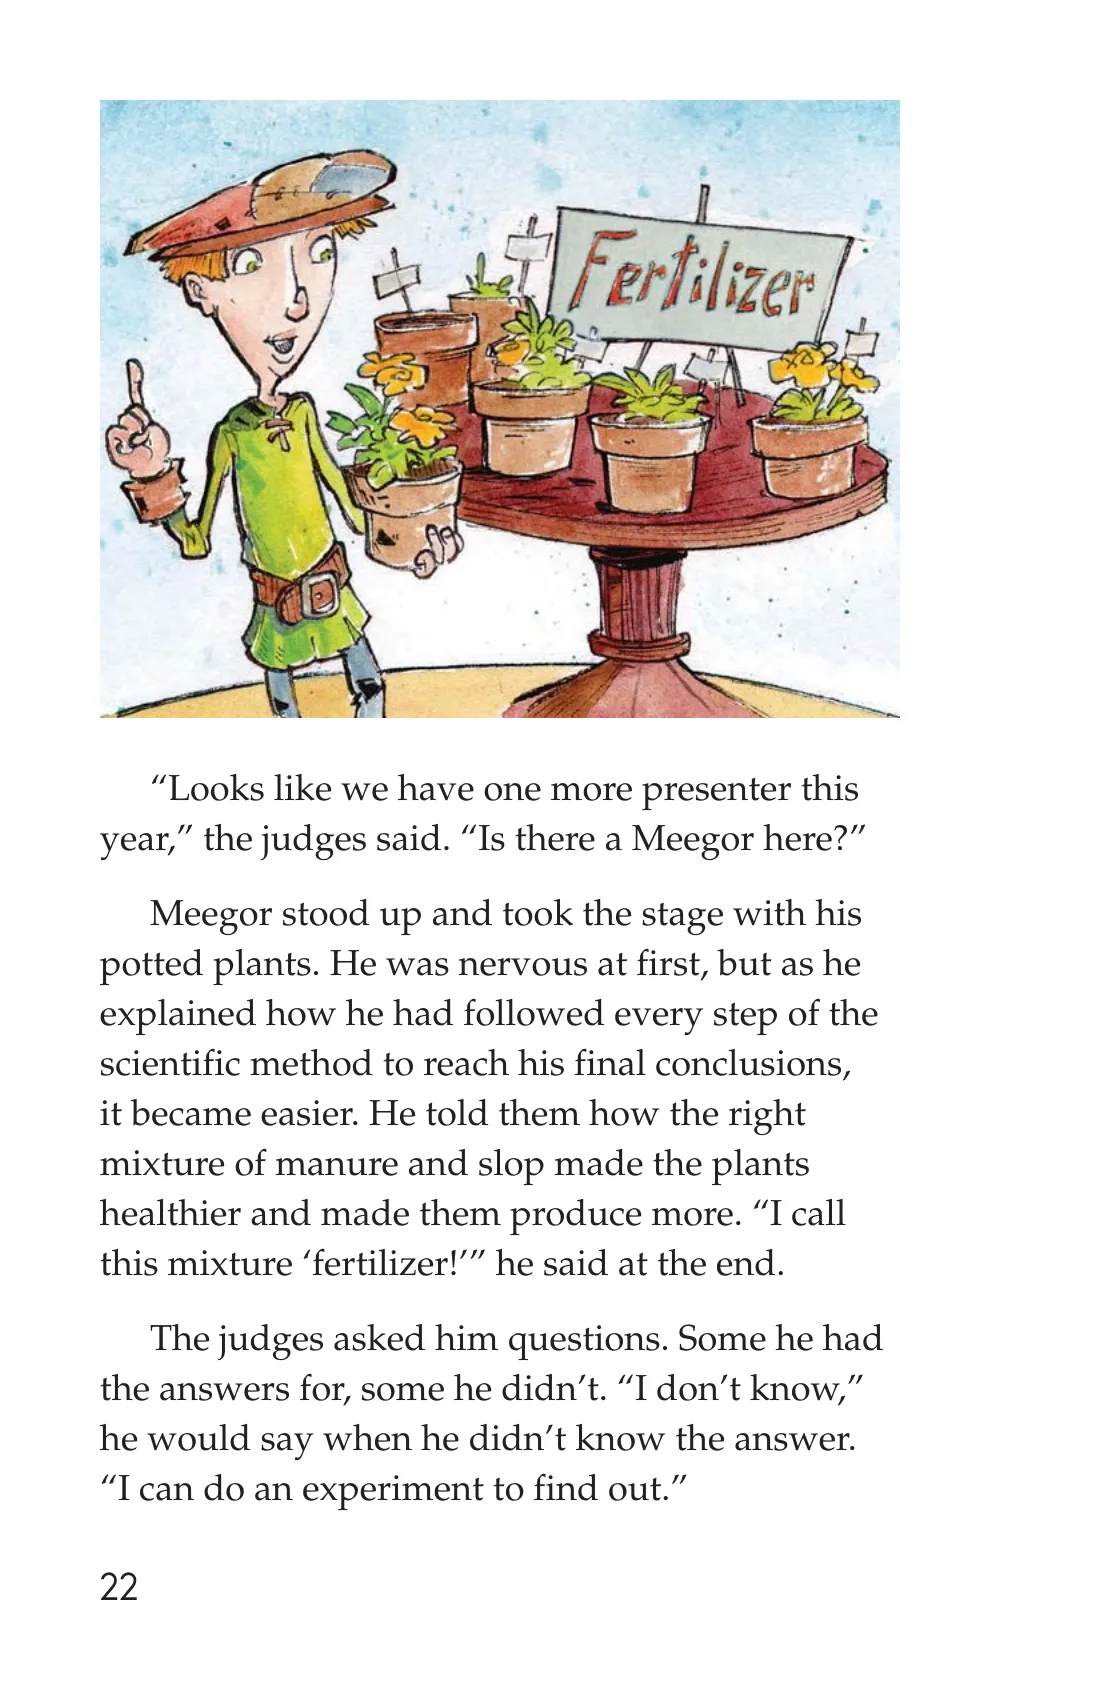 Fertilizer
“Looks like we have one more presenter this
year,” the judges said. “Is there a Meegor here?”
Meegor stood up and took the stage with his
potted plants. He was nervous at first, but as he
explained how he had followed every step of the
scientific method to reach his final conclusions,
it became easier. He told them how the right
mixture of manure and slop made the plants
healthier and made them produce more. “I call
this mixture ‘fertilizer!’” he said at the end.
The judges asked him questions. Some he had
the answers for, some he didn’t. “I don’t know,”
he would say when he didn’t know the answer.
“I can do an experiment to find out.”
22